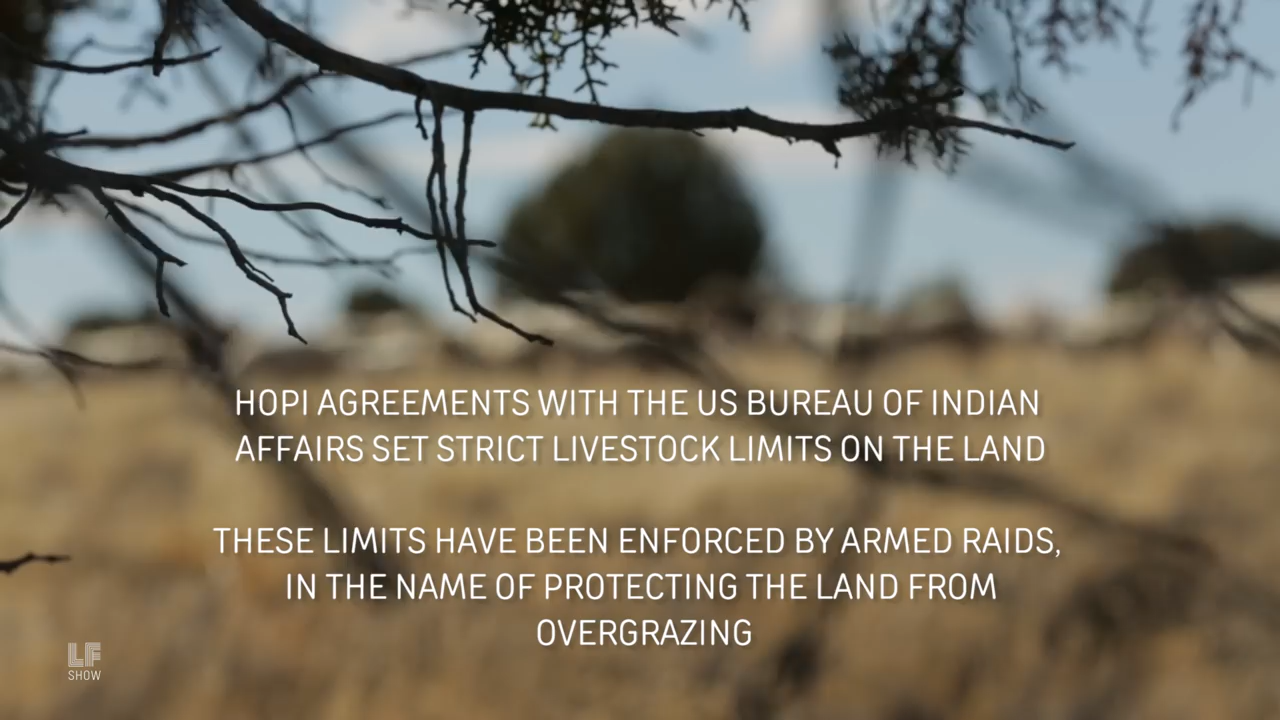 HOPI AGREEMENTS WITH THE US BUREAU OF INDIAN
AFFAIRS SET STRICT LIVESTOCK LIMITS ON THE LAND
THESE LIMITS HAVE BEEN ENFORCED BY ARMED RAIDS,
IN THE NAME OF PROTECTING THE LAND FROM
OVERGRAZING
LF
SHOW